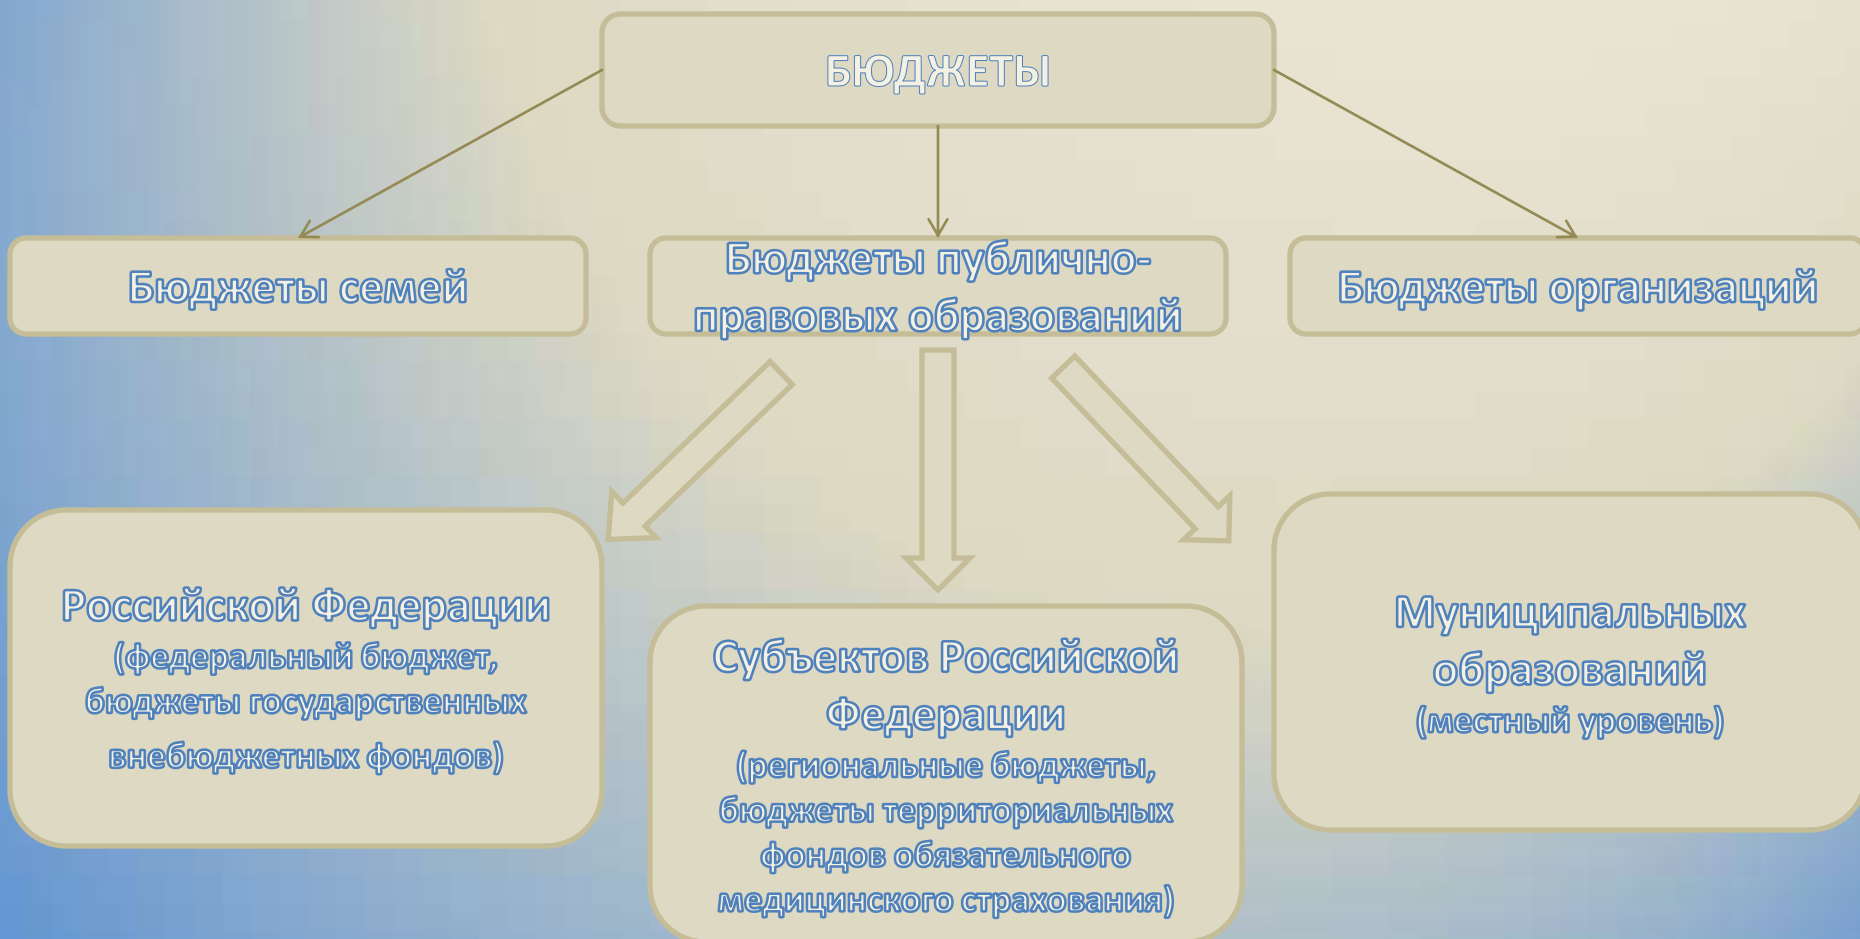 БЮДЖЕТЫ
Бюджеты семей
Бюджеты публично-
правовых образований
Бюджеты организаций
Российской Федерации
(федеральный бюджет,
бюджеты государственных
внебюджетных фондов)
Субъектов Российской
Федерации
(региональные бюджеты,
бюджеты территориальных
фондов обязательного
медицинского страхования)
Муниципальных
образований
(местный уровень)